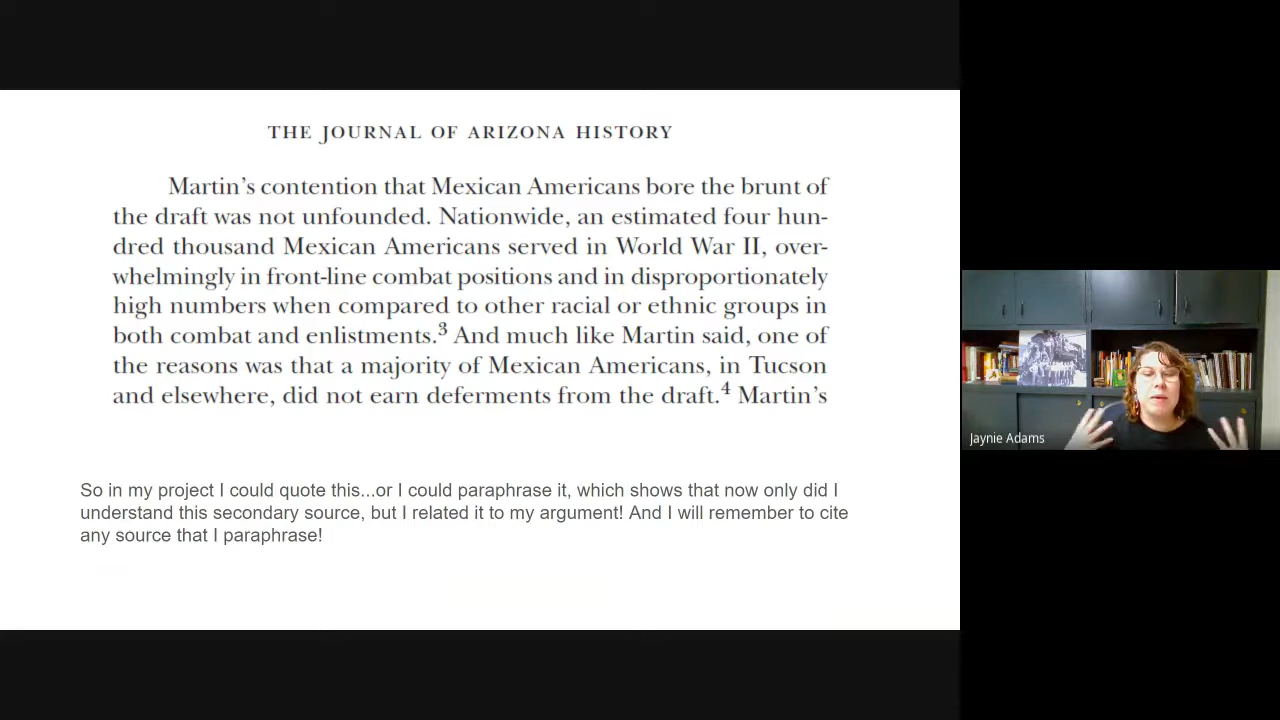 THE JOURNAL OF ARIZONA HISTORY
Martin's contention that Mexican Americans bore the brunt of
the draft was not unfounded. Nationwide, an estimated four hun-
dred thousand Mexican Americans served in World War II, over-
whelmingly in front-line combat positions and in disproportionately
high numbers when compared to other racial or ethnic groups in
both combat and enlistments.3 And much like Martin said, one of
the reasons was that a majority of Mexican Americans, in Tucson
and elsewhere, did not earn deferments from the draft.4 Martin's
So in my project I could quote this...or I could paraphrase it, which shows that now only did I
understand this secondary source, but I related it to my argument! And I will remember to cite
any source that I paraphrase!
Jaynie Adams